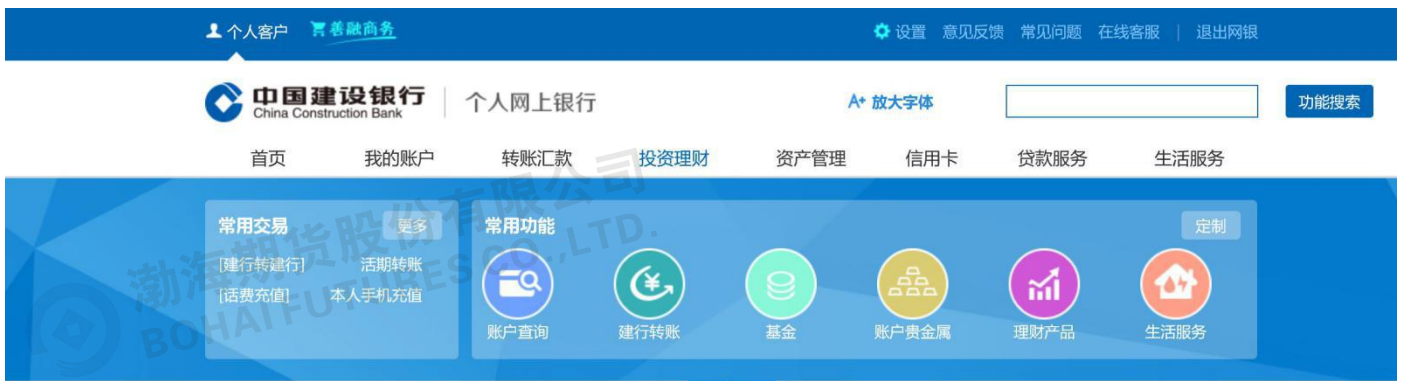 个人客户 善融商务 设置 意见反馈 常见问题 在线客服 | 退出网银
中国建设银行 个人网上银行 A+ 放大字体 功能搜索
China Construction Bank
首页 我的账户 转账汇款 投资理财 资产管理 信用卡 贷款服务 生活服务
常用交易 更多
[建行转建行] 活期转账
[话费充值] 本人手机充值
常用功能 定制
账户查询 建行转账 基金 账户贵金属 理财产品 生活服务
渤海期货股份有限公司
BOHAI FUTURES CO.,LTD.